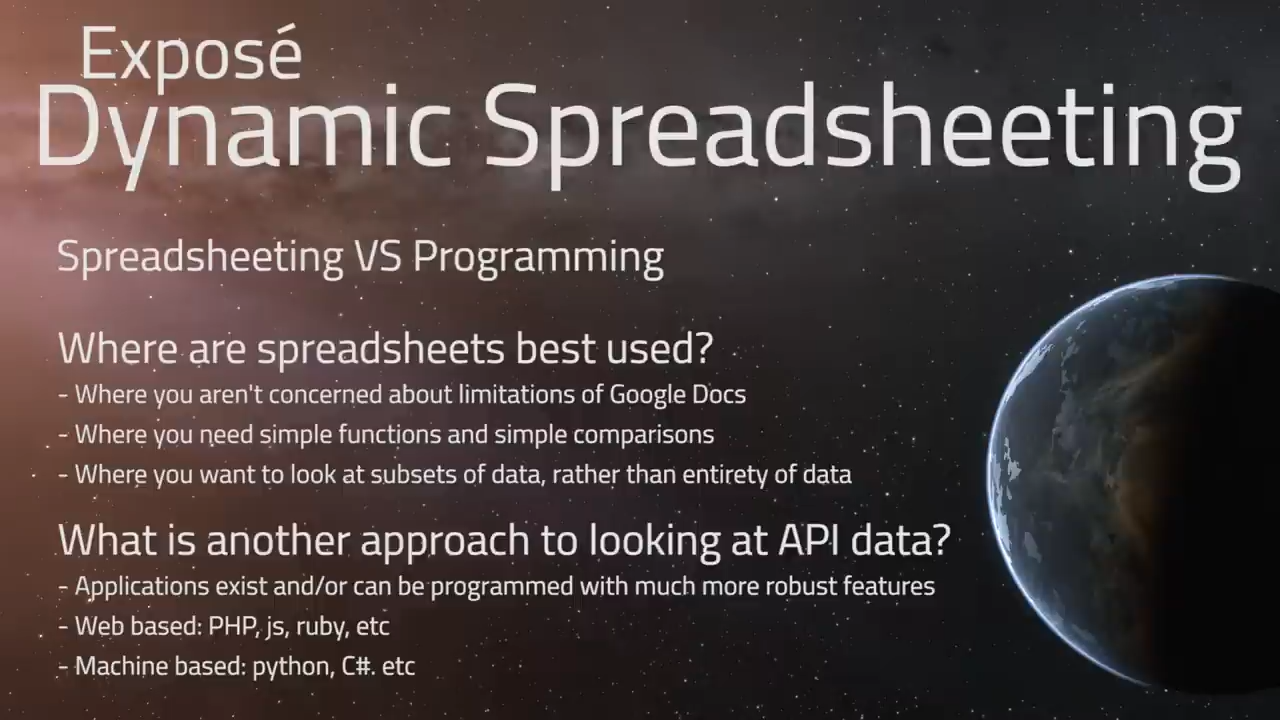 Exposé
Dynamic Spreadsheeting
Spreadsheeting VS Programming
Where are spreadsheets best used?
- Where you aren't concerned about limitations of Google Docs
- Where you need simple functions and simple comparisons
- Where you want to look at subsets of data, rather than entirety of data
What is another approach to looking at API data?
- Applications exist and/or can be programmed with much more robust features
- Web based: PHP, js, ruby, etc
- Machine based: python, C#. etc